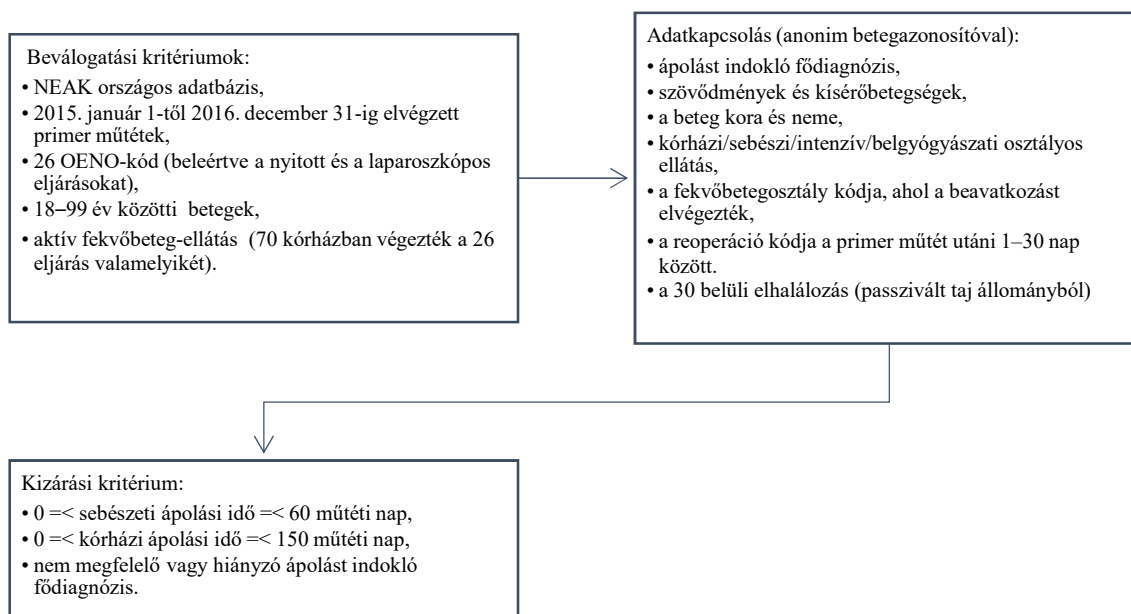 Beválogatási kritériumok:
• NEAK országos adatbázis,
• 2015. január 1-től 2016. december 31-ig elvégzett
primer műtétek,
• 26 OENO-kód (beleértve a nyitott és a laparoszkópos
eljárásokat),
• 18–99 év közötti betegek,
• aktív fekvőbeteg-ellátás (70 kórházban végezték a 26
eljárás valamelyikét).
Adatkapcsolás (anonim betegazonosítóval):
• ápolást indokló fődiagnózis,
• szövődmények és kísérőbetegségek,
• a beteg kora és neme,
• kórházi/sebészi/intenzív/belgyógyászati osztályos
ellátás,
• a fekvőbetegosztály kódja, ahol a beavatkozást
elvégezték,
• a reoperáció kódja a primer műtét utáni 1–30 nap
között.
• a 30 belüli elhalálozás (passzivált taj állományból)
Kizárási kritérium:
• 0 =< sebészeti ápolási idő =< 60 műtéti nap,
• 0 =< kórházi ápolási idő =< 150 műtéti nap,
• nem megfelelő vagy hiányzó ápolást indokló
fődiagnózis.